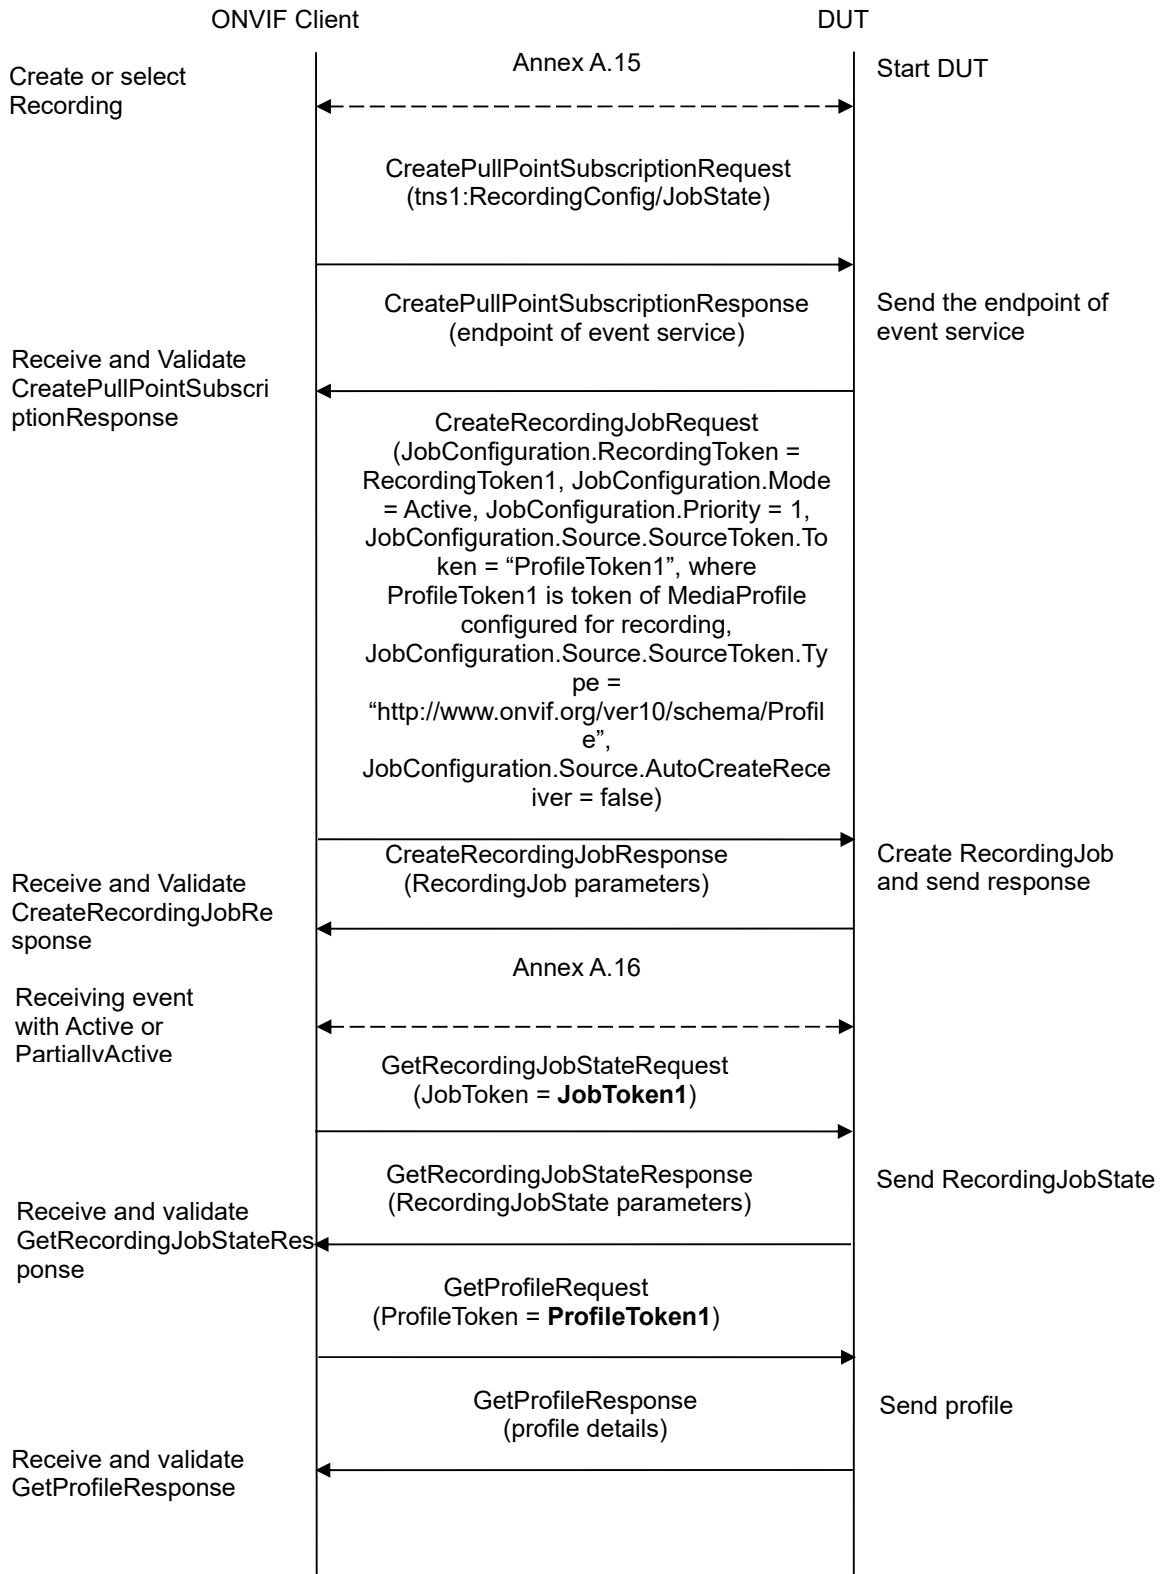 ONVIF Client
DUT
Annex A.15
Start DUT
Create or select
Recording
CreatePullPointSubscriptionRequest
(tns1:RecordingConfig/JobState)
CreatePullPointSubscriptionResponse
(endpoint of event service)
Send the endpoint of
event service
Receive and Validate
CreatePullPointSubscri
ptionResponse
CreateRecordingJobRequest
(JobConfiguration.RecordingToken =
RecordingToken1, JobConfiguration.Mode
= Active, JobConfiguration.Priority = 1,
JobConfiguration.Source.SourceToken.To
ken = “ProfileToken1”, where
ProfileToken1 is token of MediaProfile
configured for recording,
JobConfiguration.Source.SourceToken.Ty
pe =
“http://www.onvif.org/ver10/schema/Profil
e”,
JobConfiguration.Source.AutoCreateRece
iver = false)
CreateRecordingJobResponse
(RecordingJob parameters)
Create RecordingJob
and send response
Receive and Validate
CreateRecordingJobRe
sponse
Annex A.16
Receiving event
with Active or
PartiallyActive
GetRecordingJobStateRequest
(JobToken = JobToken1)
GetRecordingJobStateResponse
(RecordingJobState parameters)
Send RecordingJobState
Receive and validate
GetRecordingJobStateRes
ponse
GetProfileRequest
(ProfileToken = ProfileToken1)
GetProfileResponse
(profile details)
Send profile
Receive and validate
GetProfileResponse